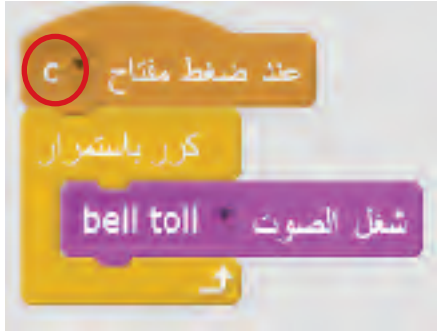 عند ضغط مفتاح c
كرر باستمرار
شغل الصوت bell toll